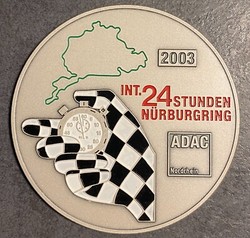 2003
INT. 24 STUNDEN
NÜRBURGRING
ADAC
Nordrhein